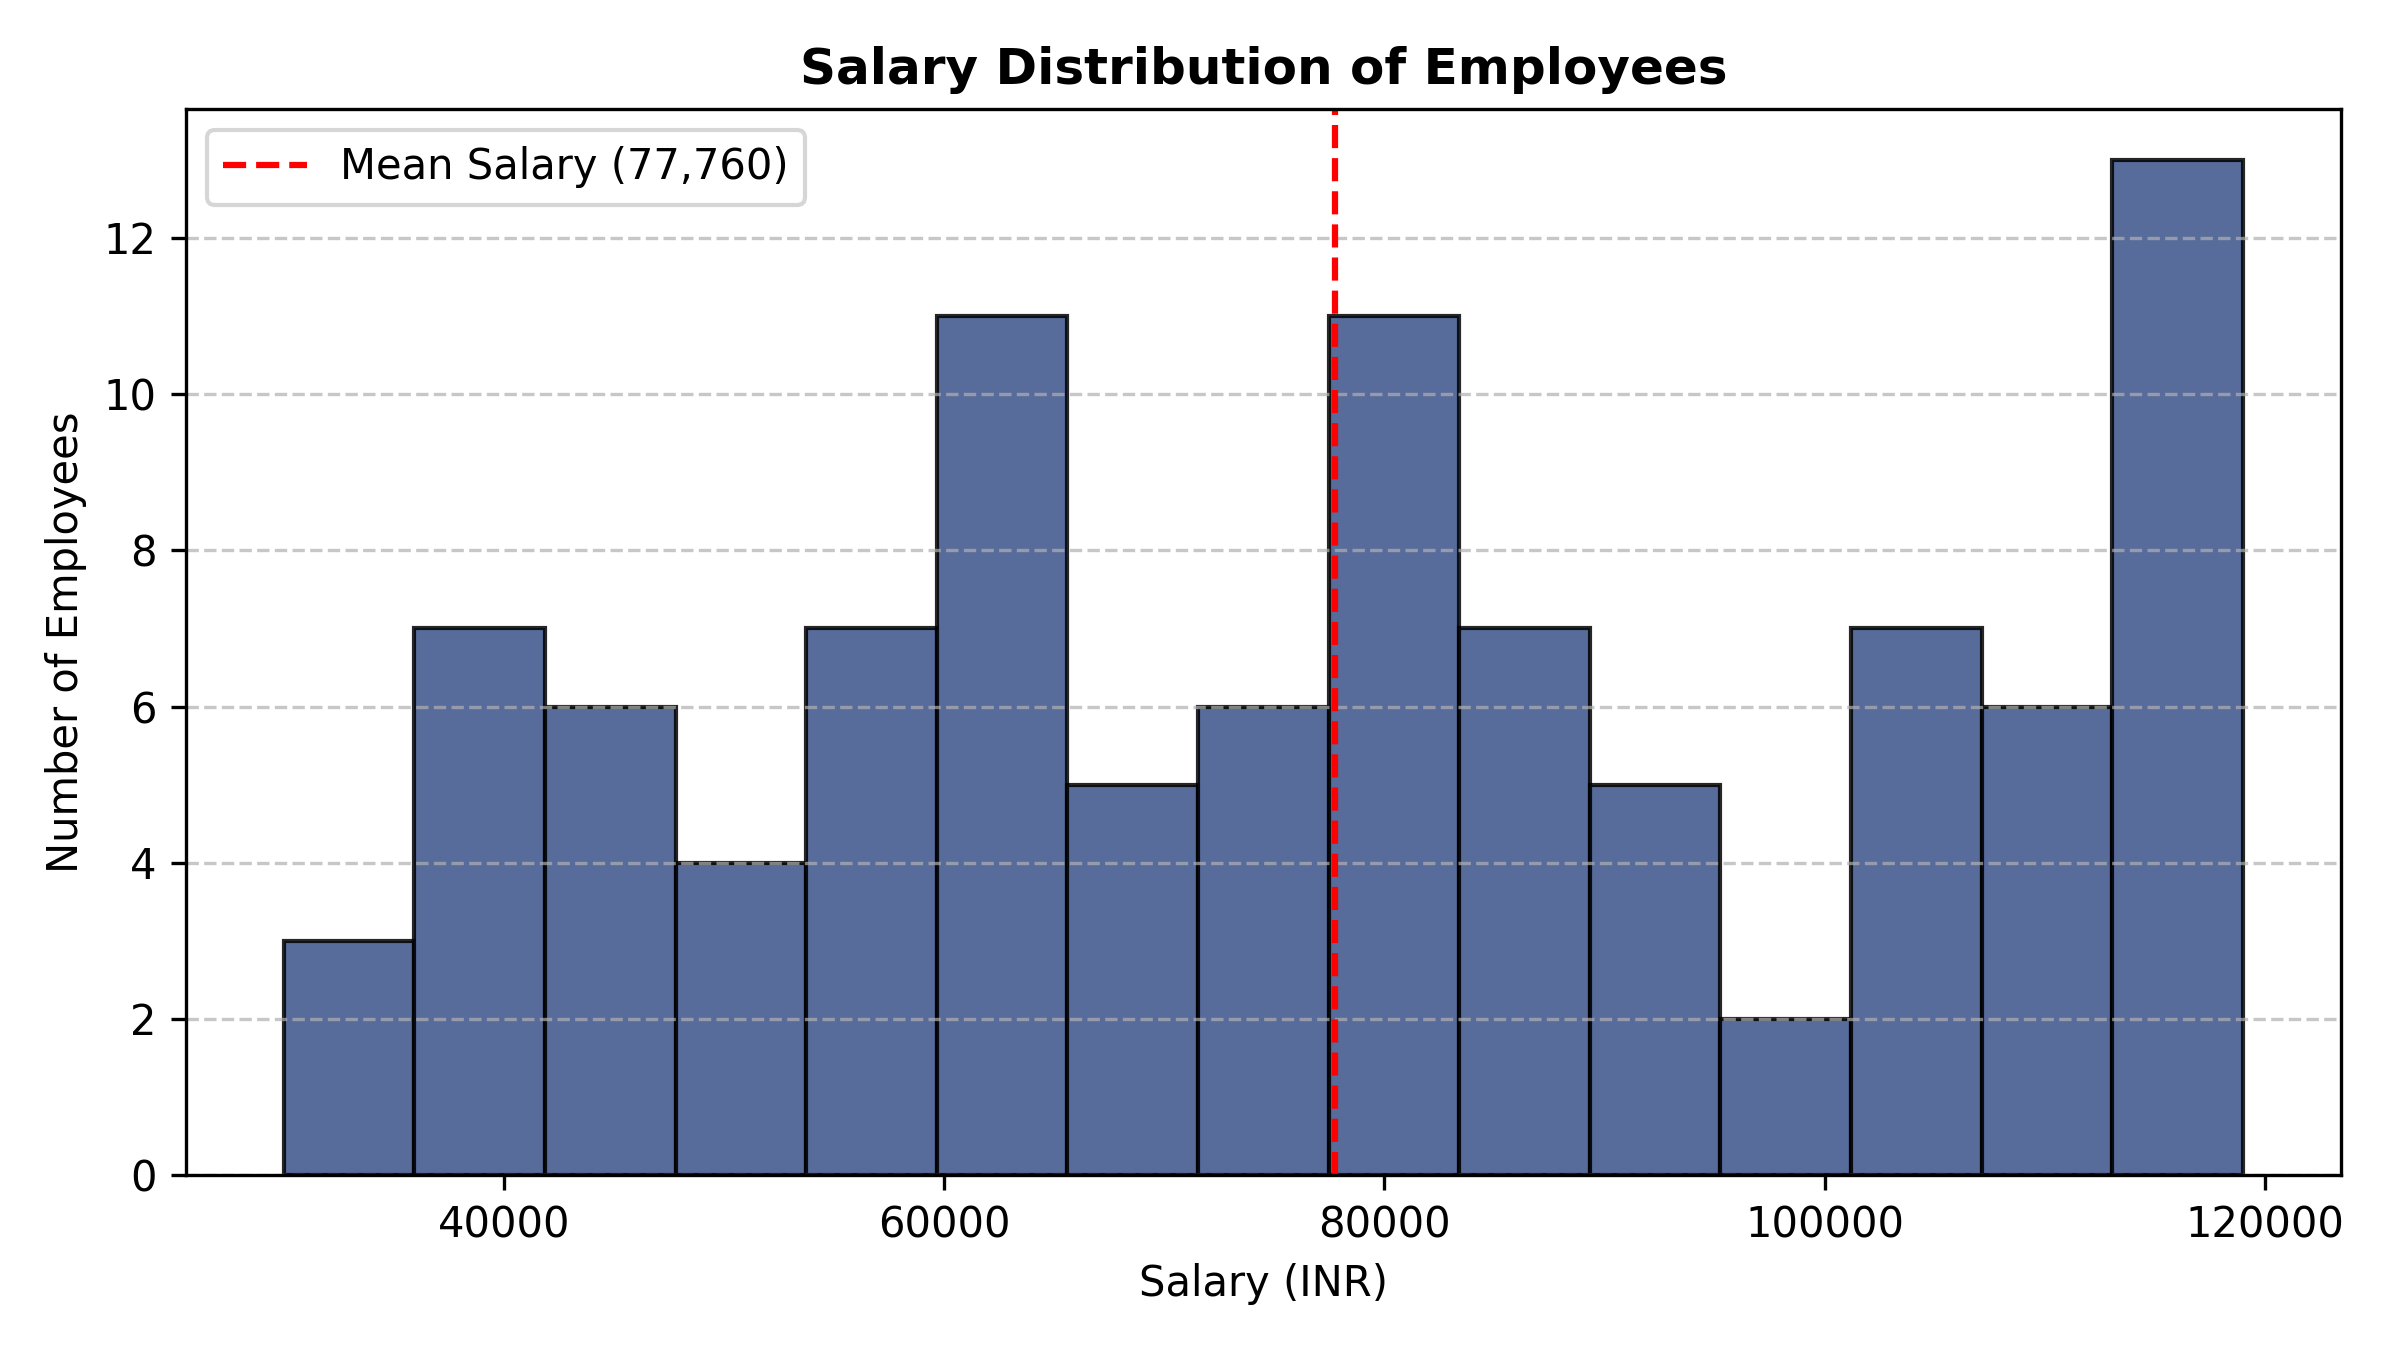 Salary Distribution of Employees
Mean Salary (77,760)
12
10
8
6
4
2
0
Number of Employees
40000 60000 80000 100000 120000
Salary (INR)